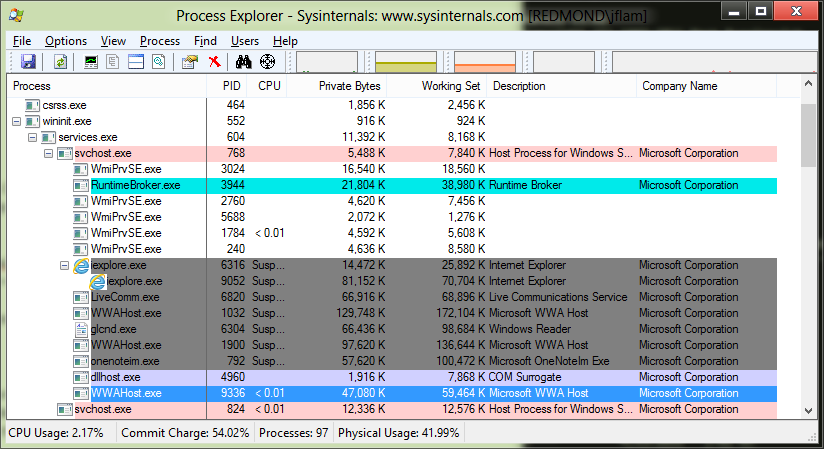 Process Explorer - Sysinternals: www.sysinternals.com [REDMOND\jflam]
File Options View Process Find Users Help
Process PID CPU Private Bytes Working Set Description Company Name
csrss.exe 464 1,856 K 2,456 K
wininit.exe 552 916 K 924 K
services.exe 604 11,392 K 8,168 K
svchost.exe 768 5,488 K 7,840 K Host Process for Windows S... Microsoft Corporation
WmiPrvSE.exe 3024 16,540 K 18,560 K
RuntimeBroker.exe 3944 21,804 K 38,980 K Runtime Broker Microsoft Corporation
WmiPrvSE.exe 2760 4,620 K 7,456 K
WmiPrvSE.exe 5688 2,072 K 1,276 K
WmiPrvSE.exe 1784 < 0.01 4,592 K 5,608 K
WmiPrvSE.exe 240 4,636 K 8,580 K
iexplore.exe 6316 Susp... 14,472 K 25,892 K Internet Explorer Microsoft Corporation
iexplore.exe 9052 Susp... 81,152 K 70,704 K Internet Explorer Microsoft Corporation
LiveComm.exe 6820 Susp... 66,916 K 68,896 K Live Communications Service Microsoft Corporation
WWAHost.exe 1032 Susp... 129,748 K 172,104 K Microsoft WWA Host Microsoft Corporation
glcnd.exe 6304 Susp... 66,436 K 98,684 K Windows Reader Microsoft Corporation
WWAHost.exe 1900 Susp... 97,920 K 136,644 K Microsoft WWA Host Microsoft Corporation
onenoteim.exe 792 Susp... 57,620 K 100,472 K Microsoft OneNoteIm Exe Microsoft Corporation
dllhost.exe 4960 1,916 K 7,868 K COM Surrogate Microsoft Corporation
WWAHost.exe 9336 < 0.01 47,080 K 59,464 K Microsoft WWA Host Microsoft Corporation
svchost.exe 824 < 0.01 12,336 K 12,576 K Host Process for Windows S... Microsoft Corporation
CPU Usage: 2.17% Commit Charge: 54.02% Processes: 97 Physical Usage: 41.99%